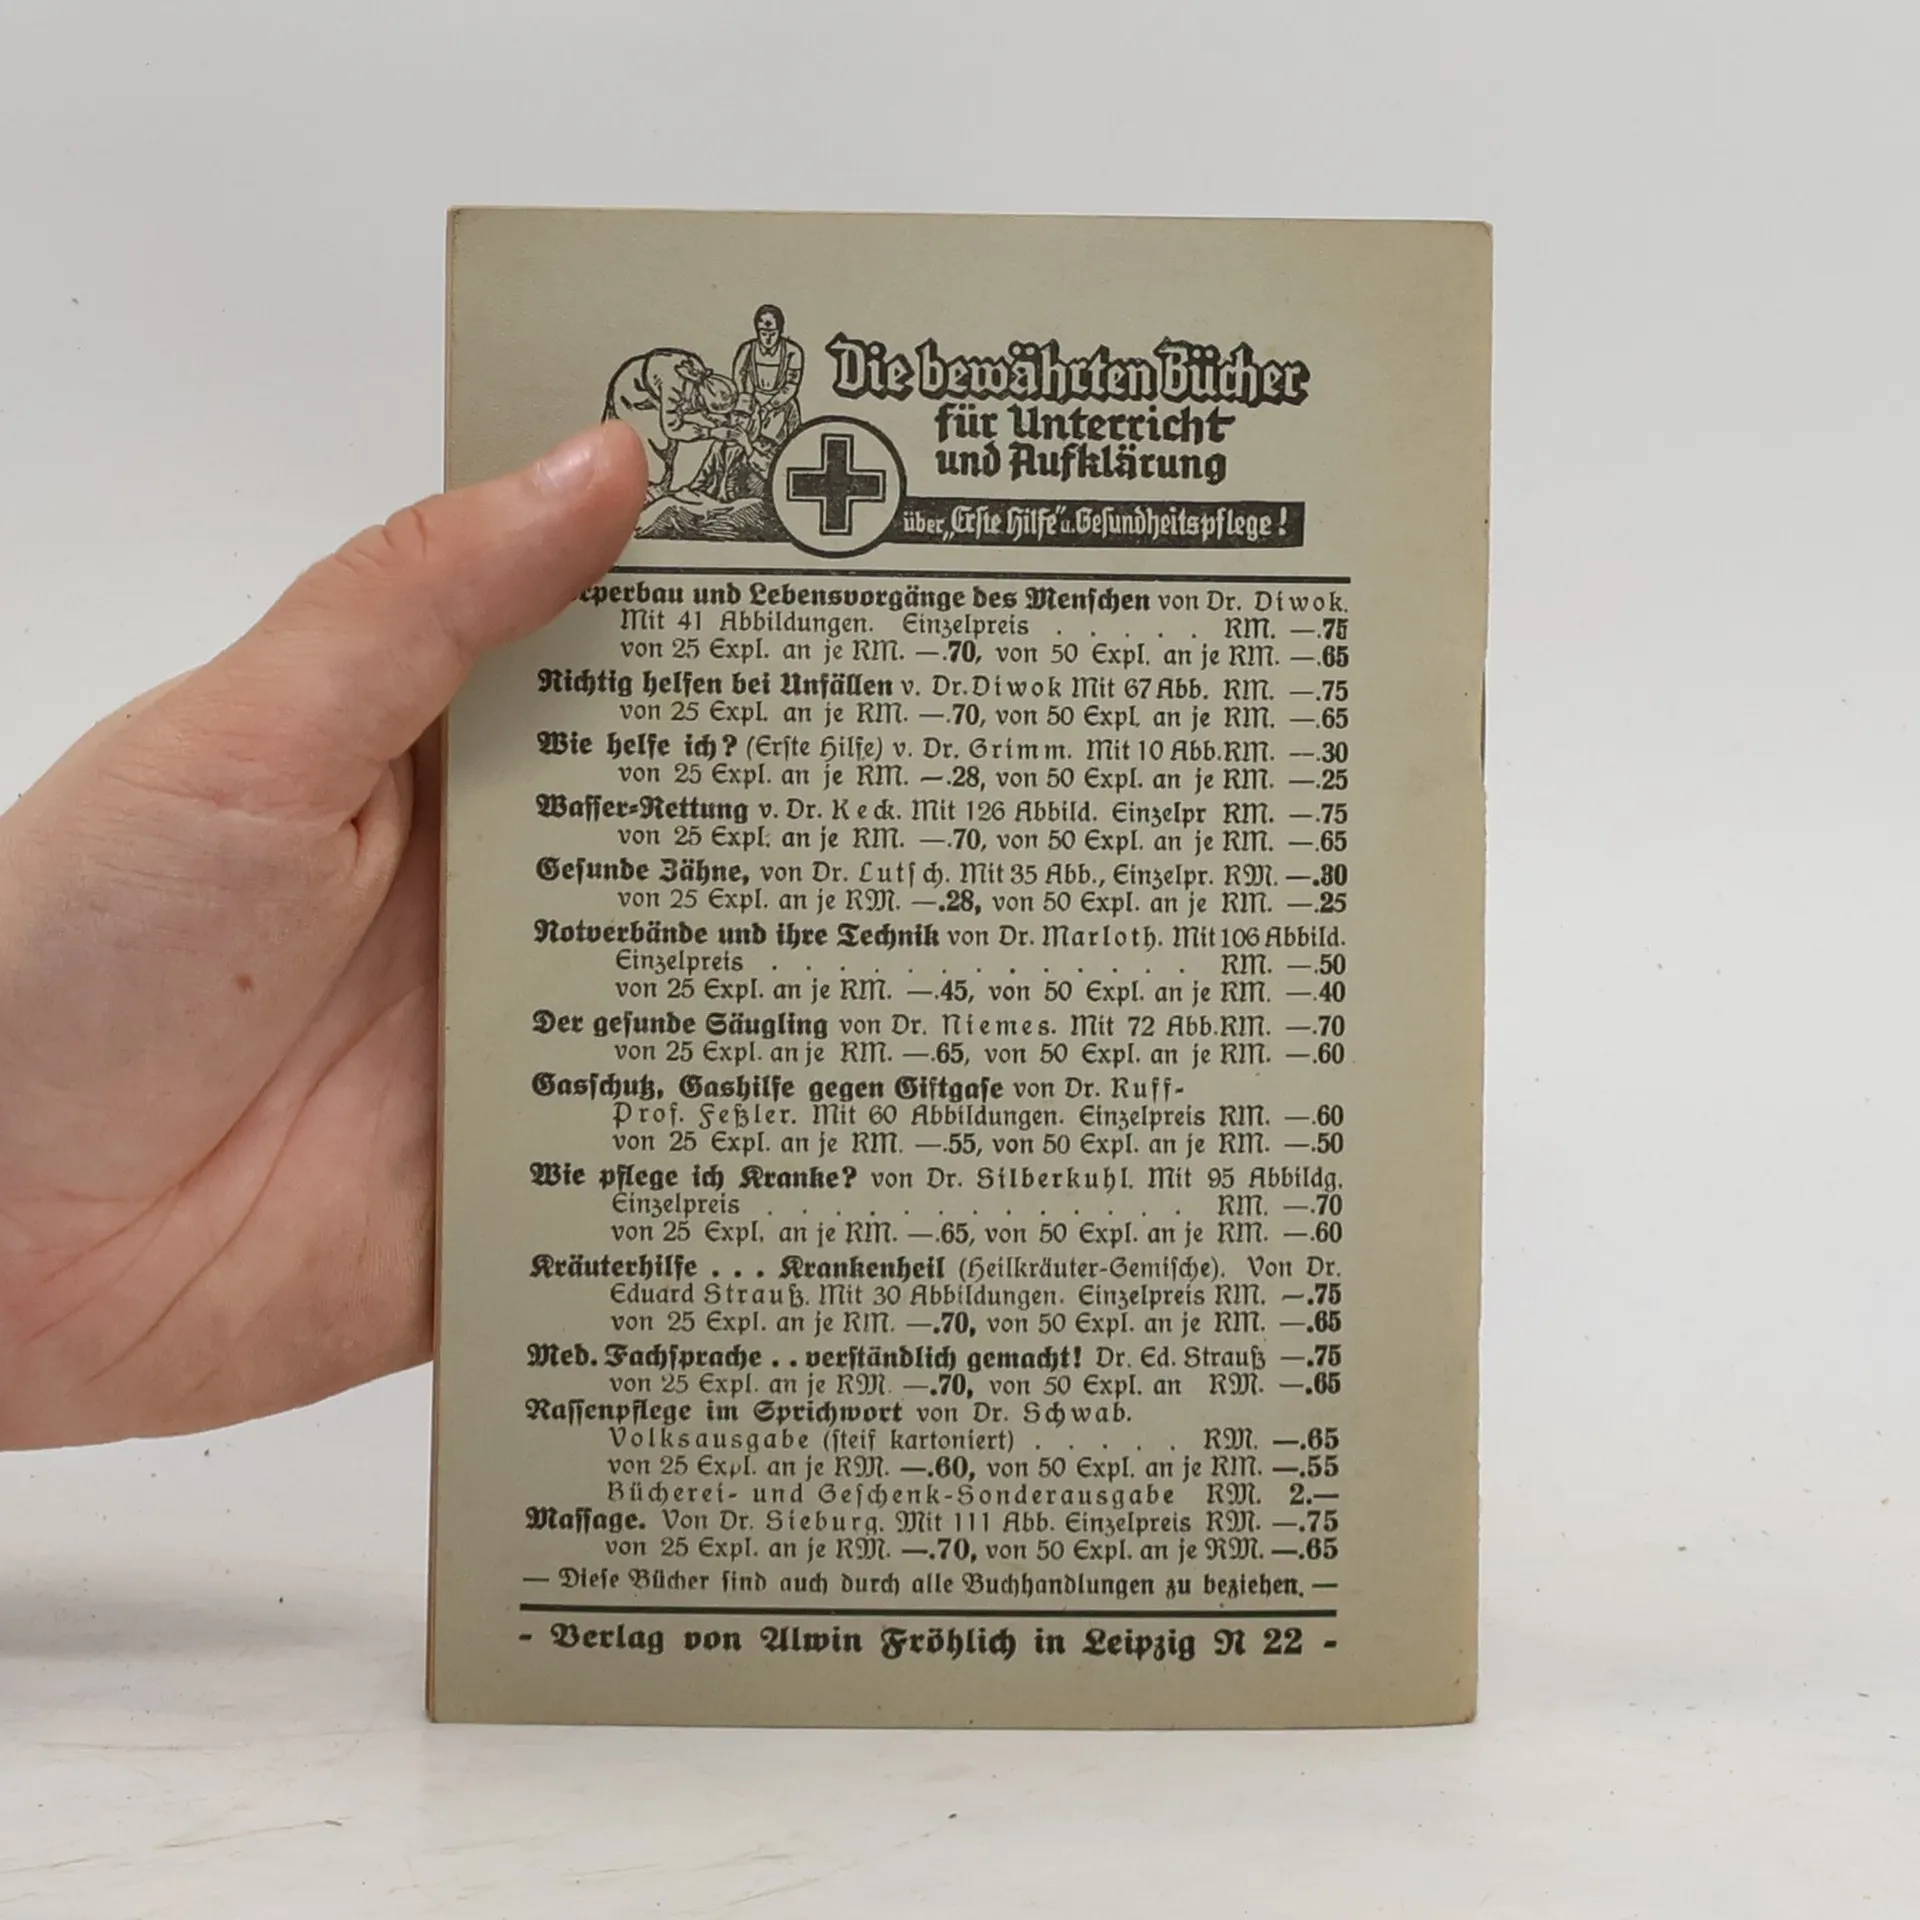 Die bewährten Bücher
für Unterricht
und Aufklärung
über „Erste Hilfe" u. Gesundheitspflege!
und Lebensvorgänge des Menschen von Dr. Diwok.
Mit 41 Abbildungen. Einzelpreis . . . . . RM. —.75
von 25 Expl. an je RM. —.70, von 50 Expl. an je RM. —.65
Richtig helfen bei Unfällen v. Dr. Diwok Mit 67 Abb. RM. —.75
von 25 Expl. an je RM. —.70, von 50 Expl. an je RM. —.65
Wie helfe ich? (Erste Hilfe) v. Dr. Grimm. Mit 10 Abb. RM. —.30
von 25 Expl. an je RM. —.28, von 50 Expl. an je RM. —.25
Wasser-Rettung v. Dr. Keck. Mit 126 Abbild. Einzelpr RM. —.75
von 25 Expl. an je RM. —.70, von 50 Expl. an je RM. —.65
Gesunde Zähne, von Dr. Lutsch. Mit 35 Abb., Einzelpr. RM. —.30
von 25 Expl. an je RM. —.28, von 50 Expl. an je RM. —.25
Notverbände und ihre Technik von Dr. Marloth. Mit 106 Abbild.
Einzelpreis . . . . . . . . . . . . . RM. —.50
von 25 Expl. an je RM. —.45, von 50 Expl. an je RM. —.40
Der gesunde Säugling von Dr. Niemes. Mit 72 Abb. RM. —.70
von 25 Expl. an je RM. —.65, von 50 Expl. an je RM. —.60
Gasschutz, Gashilfe gegen Giftgase von Dr. Ruff-
Prof. Feßler. Mit 60 Abbildungen. Einzelpreis RM. —.60
von 25 Expl. an je RM. —.55, von 50 Expl. an je RM. —.50
Wie pflege ich Kranke? von Dr. Silberkuhl. Mit 95 Abbildg.
Einzelpreis . . . . . . . . . . . . . RM. —.70
von 25 Expl. an je RM. —.65, von 50 Expl. an je RM. —.60
Kräuterhilfe . . . Krankenheil (Heilkräuter-Gemische). Von Dr.
Eduard Strauß. Mit 30 Abbildungen. Einzelpreis RM. —.75
von 25 Expl. an je RM. —.70, von 50 Expl. an je RM. —.65
Med. Fachsprache . . verständlich gemacht! Dr. Ed. Strauß —.75
von 25 Expl. an je RM. —.70, von 50 Expl. an RM. —.65
Rassenpflege im Sprichwort von Dr. Schwab.
Volksausgabe (steif kartoniert) . . . . . RM. —.65
von 25 Expl. an je RM. —.60, von 50 Expl. an je RM. —.55
Bücherei- und Geschenk-Sonderausgabe RM. 2.—
Massage. Von Dr. Sieburg. Mit 111 Abb. Einzelpreis RM. —.75
von 25 Expl. an je RM. —.70, von 50 Expl. an je RM. —.65
— Diese Bücher sind auch durch alle Buchhandlungen zu beziehen. —
- Verlag von Alwin Fröhlich in Leipzig N 22 -